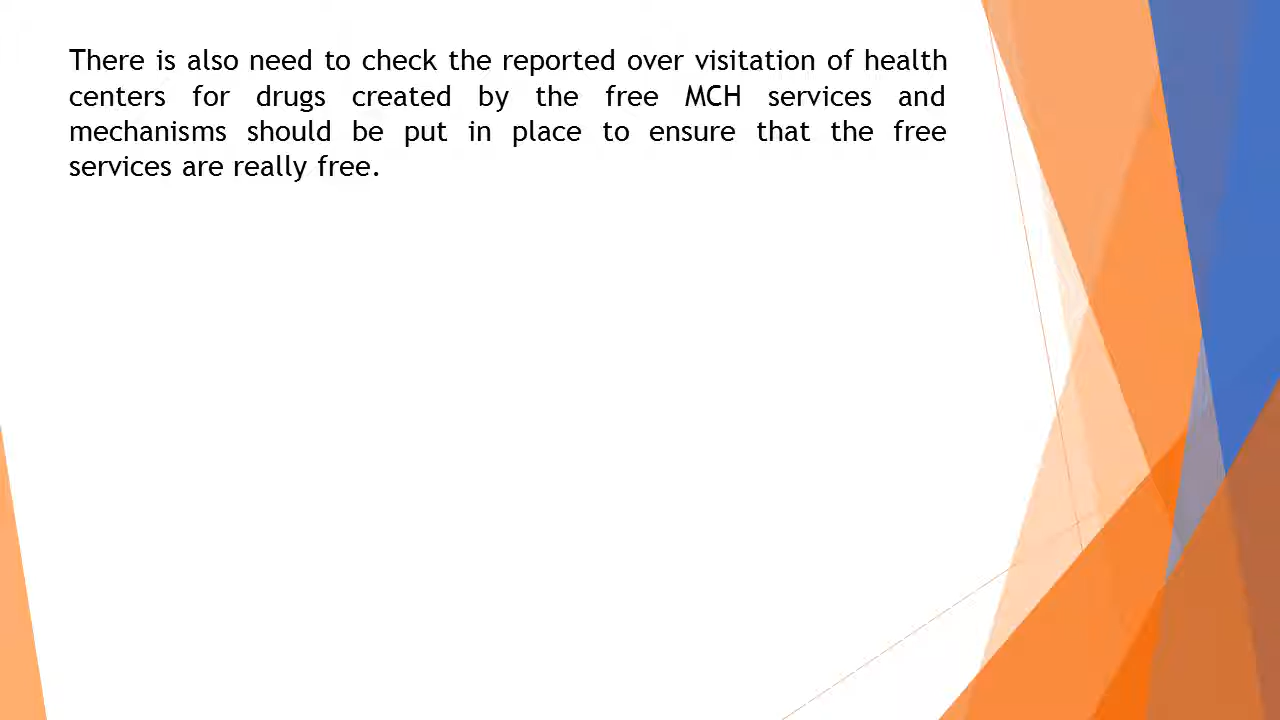 There is also need to check the reported over visitation of health
centers for drugs created by the free MCH services and
mechanisms should be put in place to ensure that the free
services are really free.